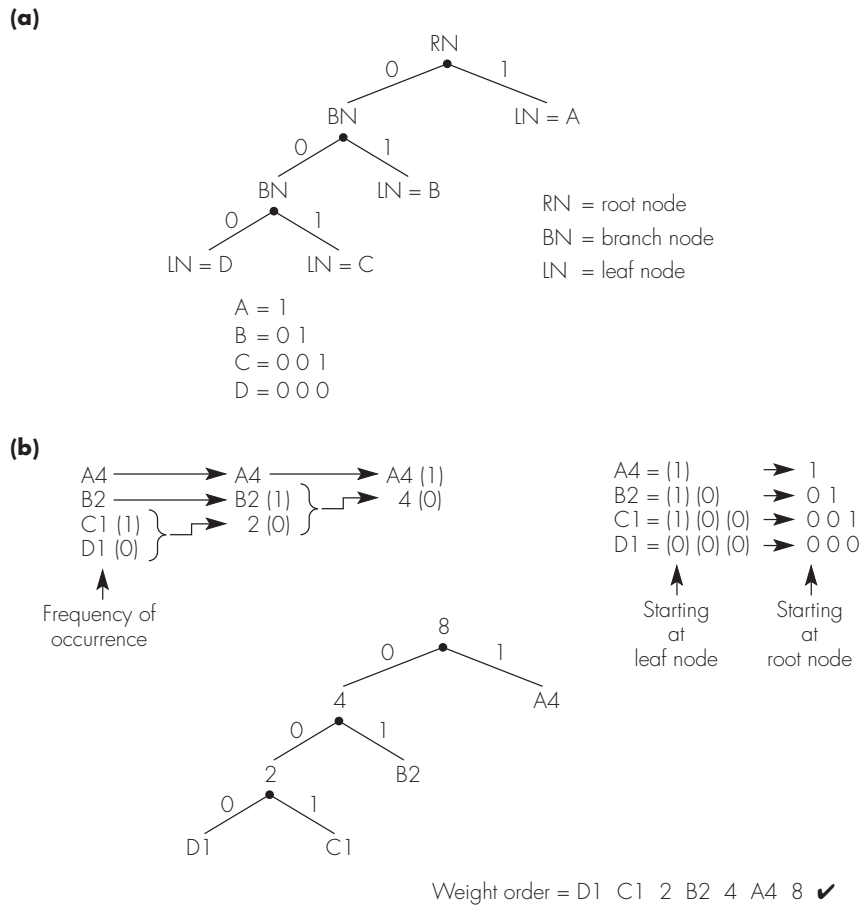 (a)
RN
0 1
BN LN = A
0 1
BN LN = B
0 1
LN = D LN = C
RN = root node
BN = branch node
LN = leaf node
A = 1
B = 0 1
C = 0 0 1
D = 0 0 0
(b)
A4 A4 A4 (1)
B2 B2 (1) 4 (0)
C1 (1) 2 (0)
D1 (0)
Frequency of
occurrence
A4 = (1) 1
B2 = (1) (0) 0 1
C1 = (1) (0) (0) 0 0 1
D1 = (0) (0) (0) 0 0 0
Starting
at
leaf node
Starting
at
root node
8
0 1
4 A4
0 1
2 B2
0 1
D1 C1
Weight order = D1 C1 2 B2 4 A4 8 ✔